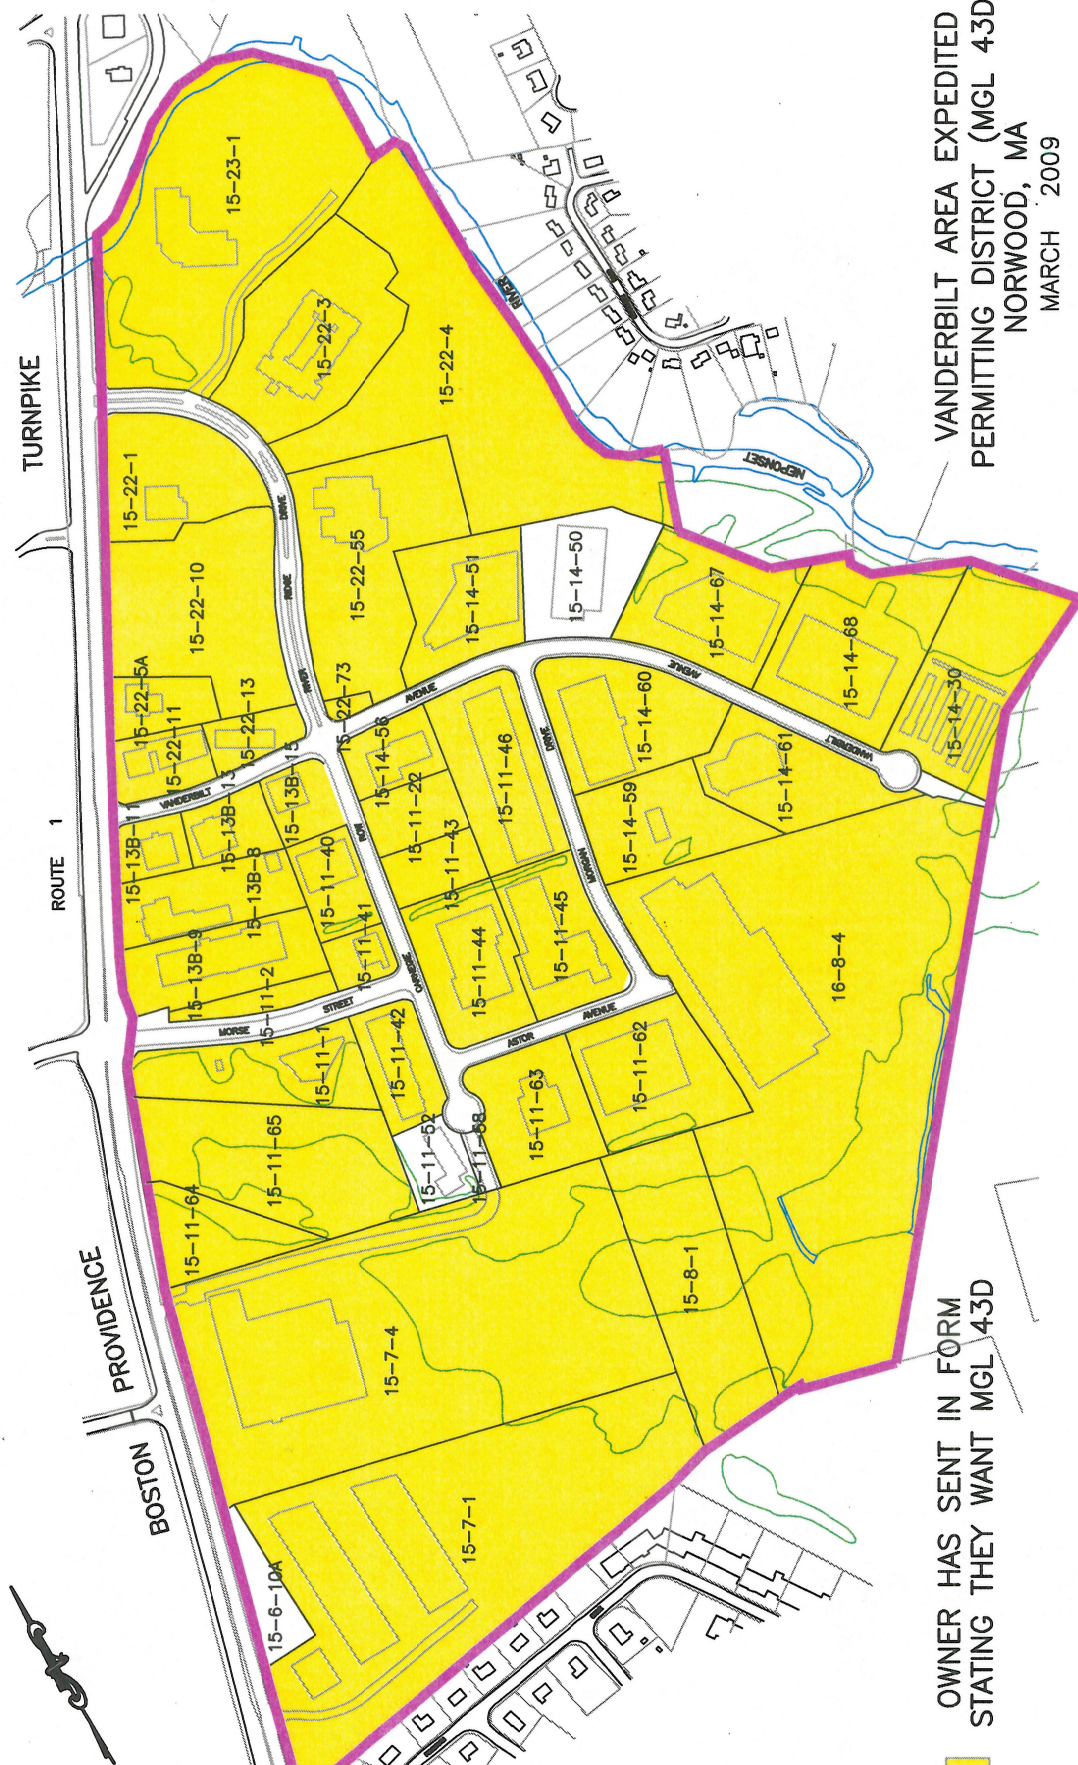 VANDERBILT AREA EXPEDITED
PERMITTING DISTRICT (MGL 43D
NORWOOD, MA
MARCH 2009
OWNER HAS SENT IN FORM
STATING THEY WANT MGL 43D
BOSTON
PROVIDENCE
ROUTE 1
TURNPIKE
NEPONSET
RIVER
RIVER
RIDGE
DRIVE
VANDERBILT
AVENUE
AVENUE
VANDERBILT
MORSE
STREET
CARNEGIE
ROW
ASTOR
AVENUE
MORGAN
DRIVE
15-23-1
15-22-3
15-22-4
15-22-1
15-22-10
15-22-55
15-22-5A
15-22-11
15-22-13
15-22-73
15-14-51
15-14-50
15-14-67
15-14-68
15-14-30
15-14-60
15-14-61
15-14-59
15-14-56
15-13B-11
15-13B-13
15-13B-15
15-13B-8
15-13B-9
15-11-2
15-11-40
15-11-41
15-11-22
15-11-43
15-11-46
15-11-44
15-11-45
15-11-1
15-11-42
15-11-62
15-11-63
15-11-52
15-11-68
15-11-65
15-11-64
16-8-4
15-8-1
15-7-4
15-7-1
15-6-10A